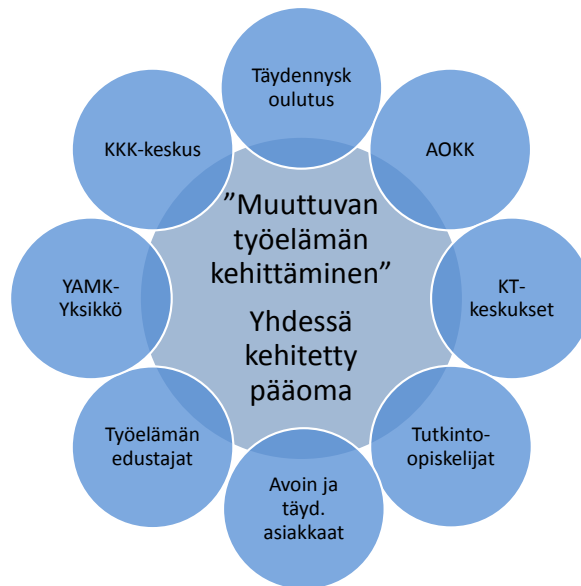 Täydennysk
oulutus
KKK-keskus
AOKK
”Muuttuvan
työelämän
kehittäminen”
Yhdessä
kehitetty
pääoma
YAMK-
Yksikkö
KT-
keskukset
Työelämän
edustajat
Tutkinto-
opiskelijat
Avoin ja
täyd.
asiakkaat